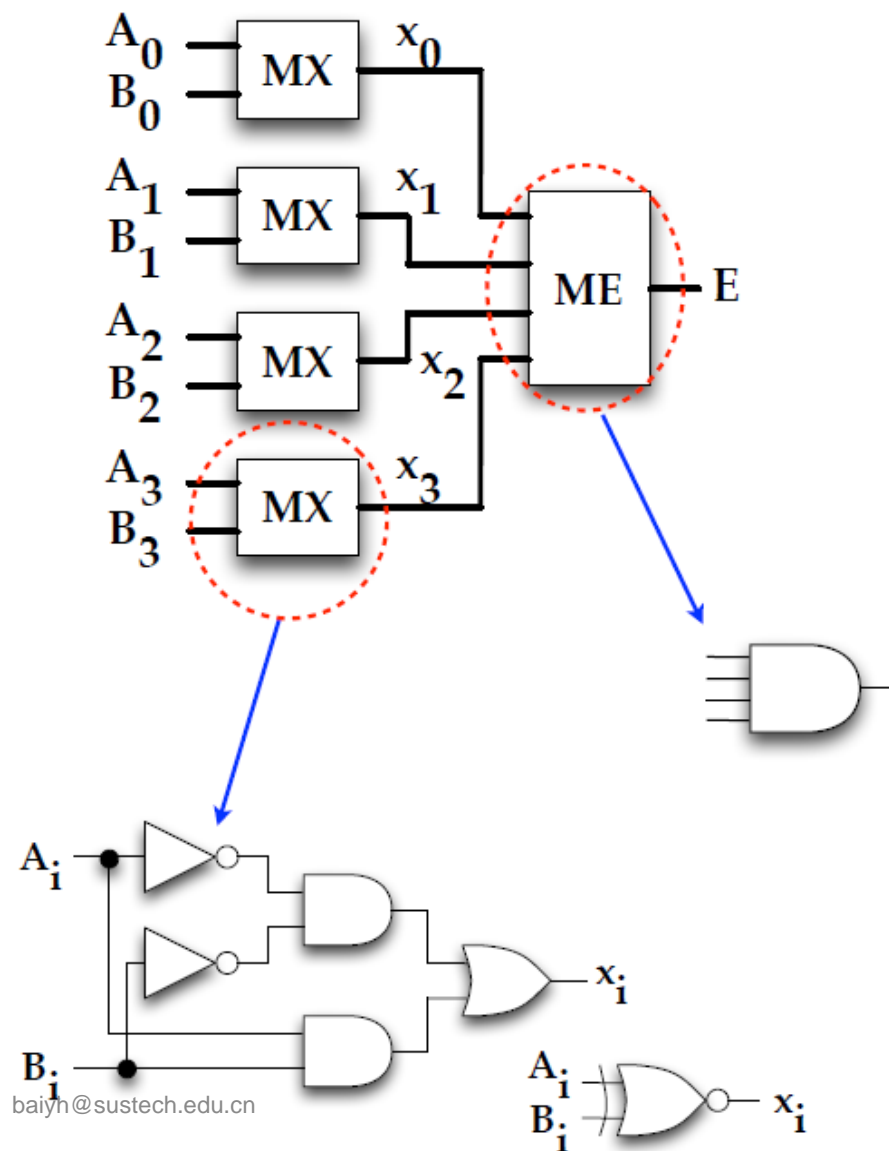 A₀ MX x₀
B₀
A₁ MX x₁
B₁
ME E
A₂ MX
B₂ x₂
A₃ MX x₃
B₃
Aᵢ
xᵢ
Bᵢ
Aᵢ
Bᵢ xᵢ
baiyh@sustech.edu.cn